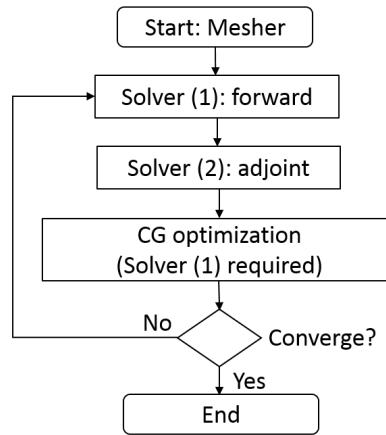 Start: Mesher
Solver (1): forward
Solver (2): adjoint
CG optimization
(Solver (1) required)
No
Converge?
Yes
End